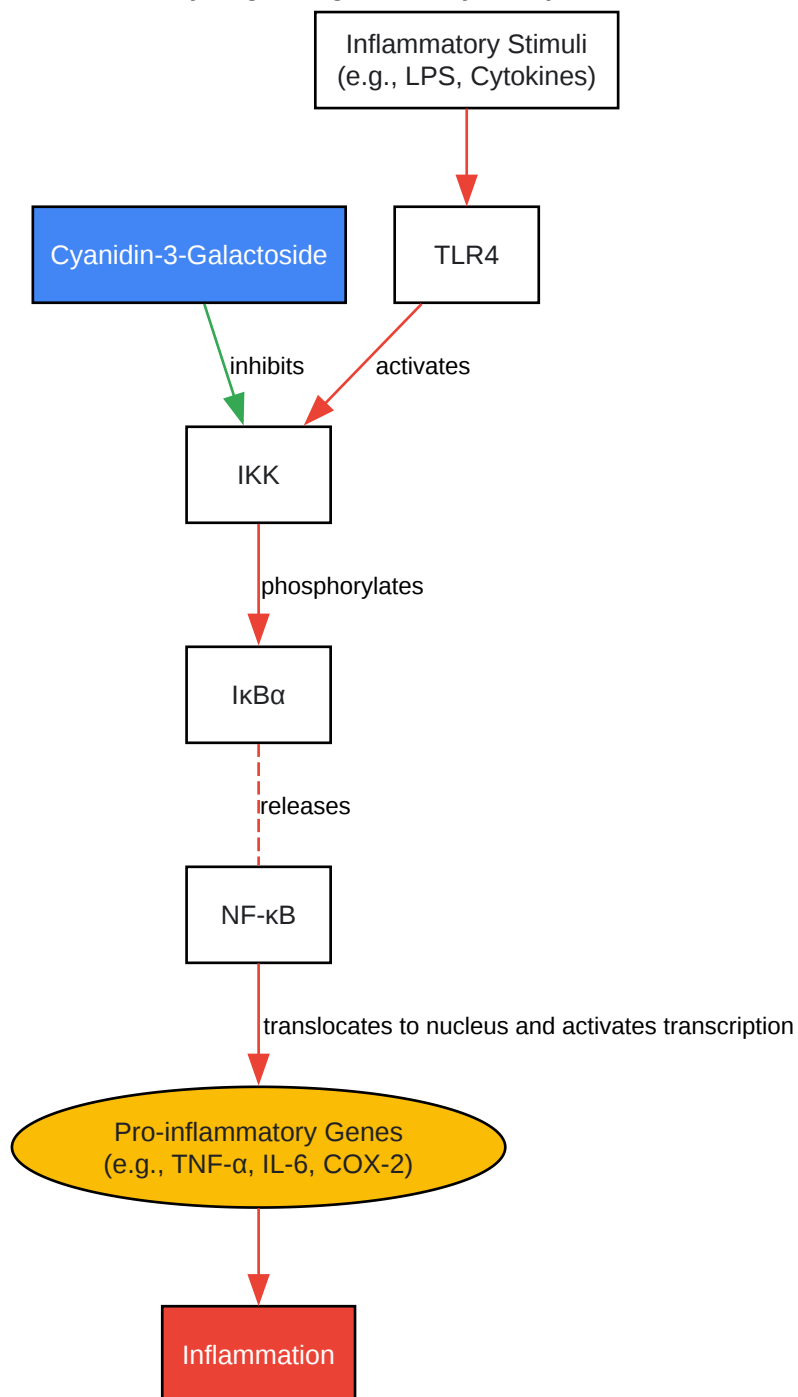 Inflammatory Stimuli
(e.g., LPS, Cytokines)
Cyanidin-3-Galactoside
TLR4
inhibits
activates
IKK
phosphorylates
IκBα
releases
NF-κB
translocates to nucleus and activates transcription
Pro-inflammatory Genes
(e.g., TNF-α, IL-6, COX-2)
Inflammation